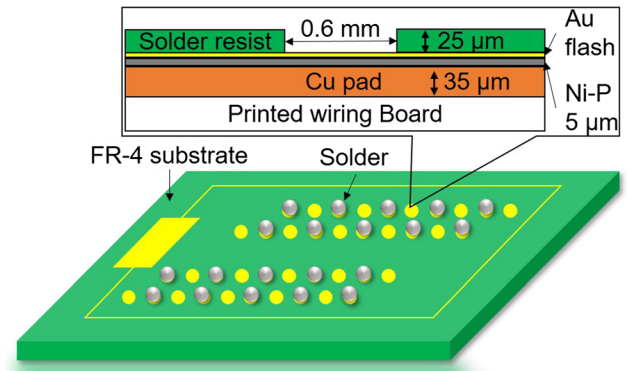 0.6 mm
Solder resist
25 μm
Au
flash
Cu pad
35 μm
Ni-P
5 μm
Printed wiring Board
FR-4 substrate
Solder